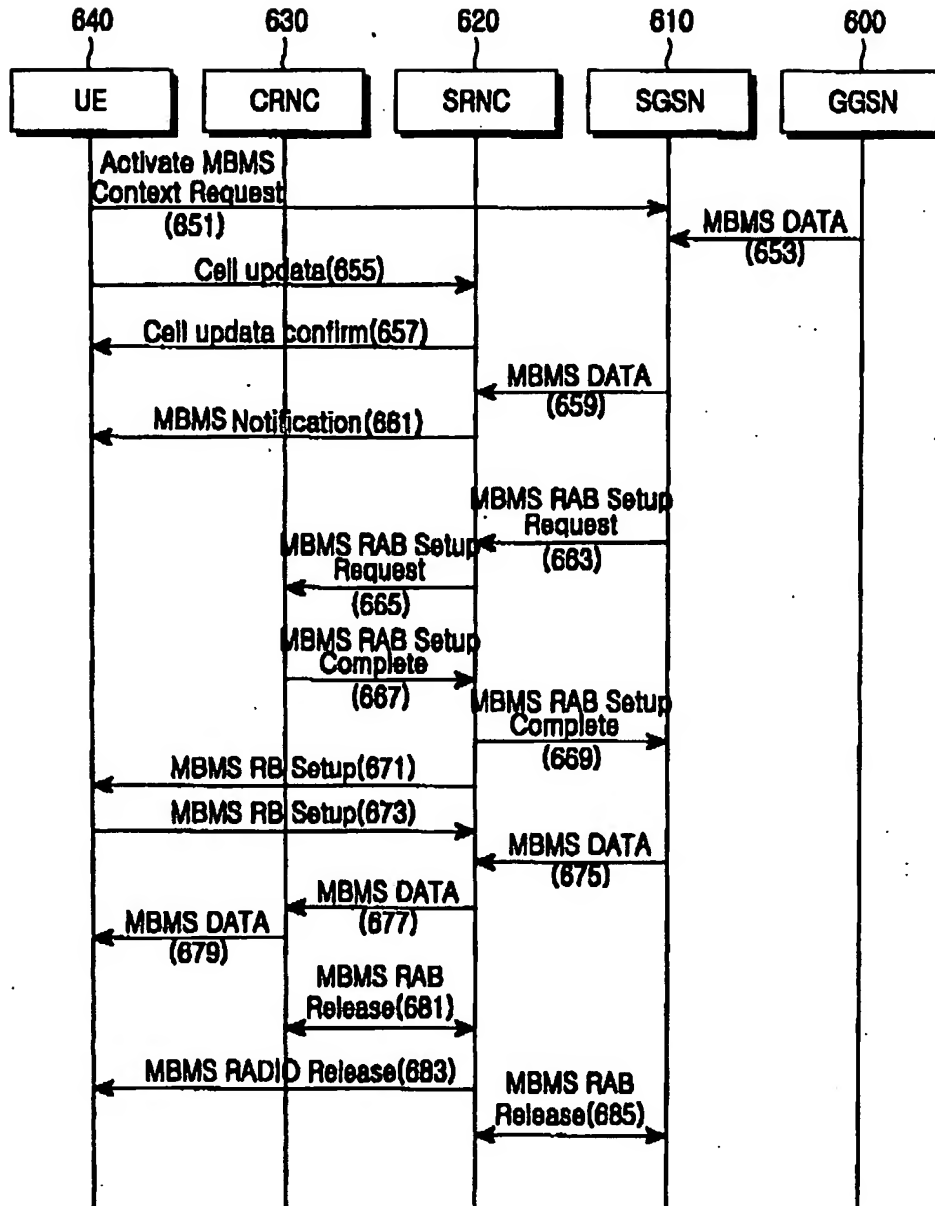 640 630 620 610 600
UE CRNC SRNC SGSN GGSN
Activate MBMS
Context Request
(651)
MBMS DATA
(653)
Cell updata(655)
Cell updata confirm(657)
MBMS DATA
(659)
MBMS Notification(661)
MBMS RAB Setup
Request
(663)
MBMS RAB Setup
Request
(665)
MBMS RAB Setup
Complete
(667)
MBMS RAB Setup
Complete
(669)
MBMS RB Setup(671)
MBMS RB Setup(673)
MBMS DATA
(675)
MBMS DATA
(677)
MBMS DATA
(679)
MBMS RAB
Release(681)
MBMS RADIO Release(683)
MBMS RAB
Release(685)